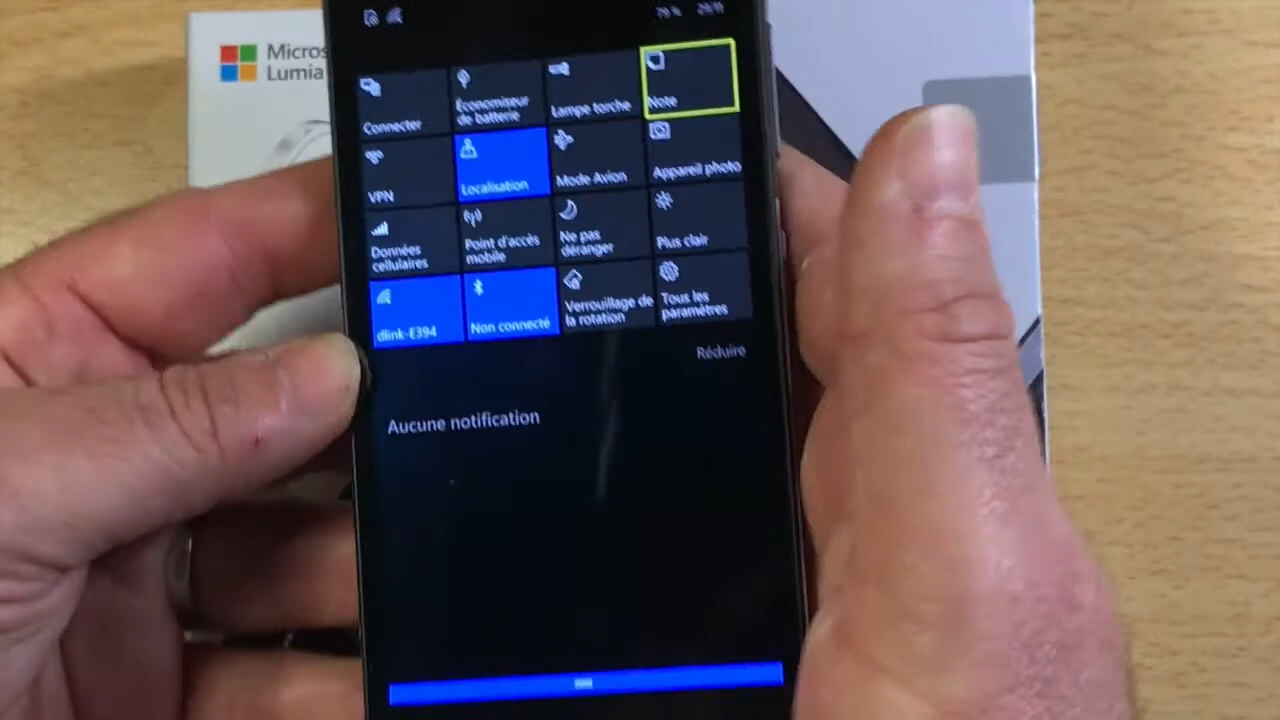 Micros
Lumia
79 %
Connecter
Économiseur
de batterie
Lampe torche
Note
VPN
Localisation
Mode Avion
Appareil photo
Données
cellulaires
Point d'accès
mobile
Ne pas
déranger
Plus clair
dlink-E394
Non connecté
Verrouillage de
la rotation
Tous les
paramètres
Réduire
Aucune notification